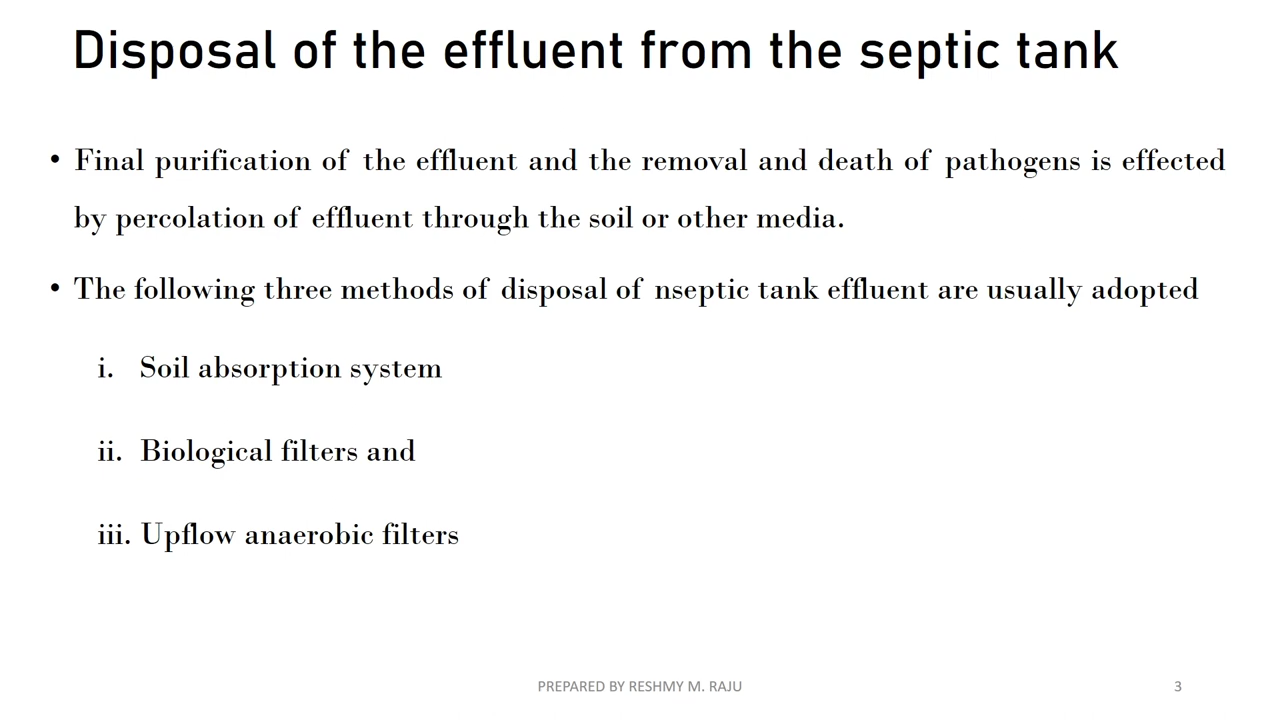 Disposal of the effluent from the septic tank
• Final purification of the effluent and the removal and death of pathogens is effected
by percolation of effluent through the soil or other media.
• The following three methods of disposal of nseptic tank effluent are usually adopted
i. Soil absorption system
ii. Biological filters and
iii. Upflow anaerobic filters
PREPARED BY RESHMY M. RAJU
3